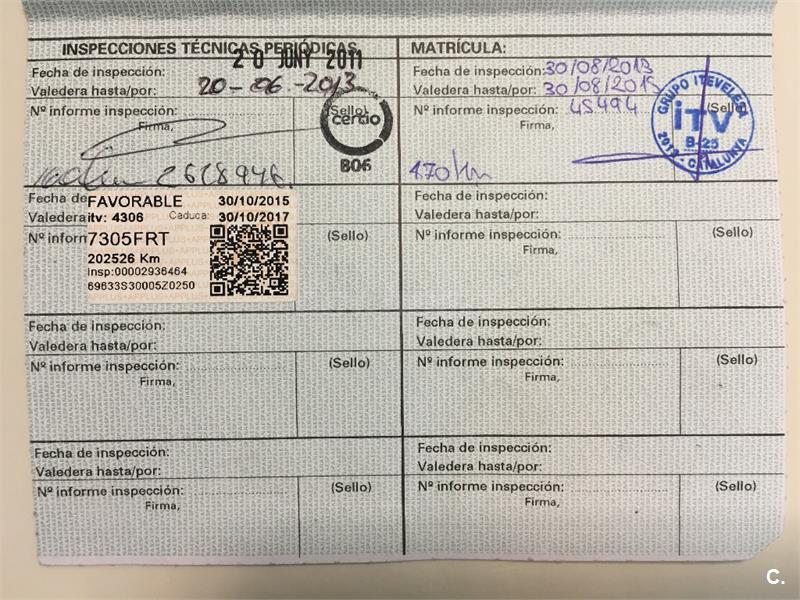 INSPECCIONES TÉCNICAS PERIÓDICAS
20 JUNY 2011
Fecha de inspección:
Valedera hasta/por: 20-06-2013
Nº informe inspección:
(Sello)
Firma,
certio
B06
MATRÍCULA:
Fecha de inspección: 30/08/2013
Valedera hasta/por: 30/08/2015
Nº informe inspección: 45494
(Sello)
Firma,
GRUPO ITEVELESA
iTV
B-25
CATALUNYA
Fecha de
Valedera
Nº inform
(Sello)
FAVORABLE 30/10/2015
itv: 4306 Caduca: 30/10/2017
7305FRT
202526 Km
Insp:00002936464
69633S30005Z0250
Fecha de inspección:
Valedera hasta/por:
Nº informe inspección:
(Sello)
Firma,
Fecha de inspección:
Valedera hasta/por:
Nº informe inspección:
(Sello)
Firma,
Fecha de inspección:
Valedera hasta/por:
Nº informe inspección:
(Sello)
Firma,
Fecha de inspección:
Valedera hasta/por:
Nº informe inspección:
(Sello)
Firma,
Fecha de inspección:
Valedera hasta/por:
Nº informe inspección:
(Sello)
Firma,
C.